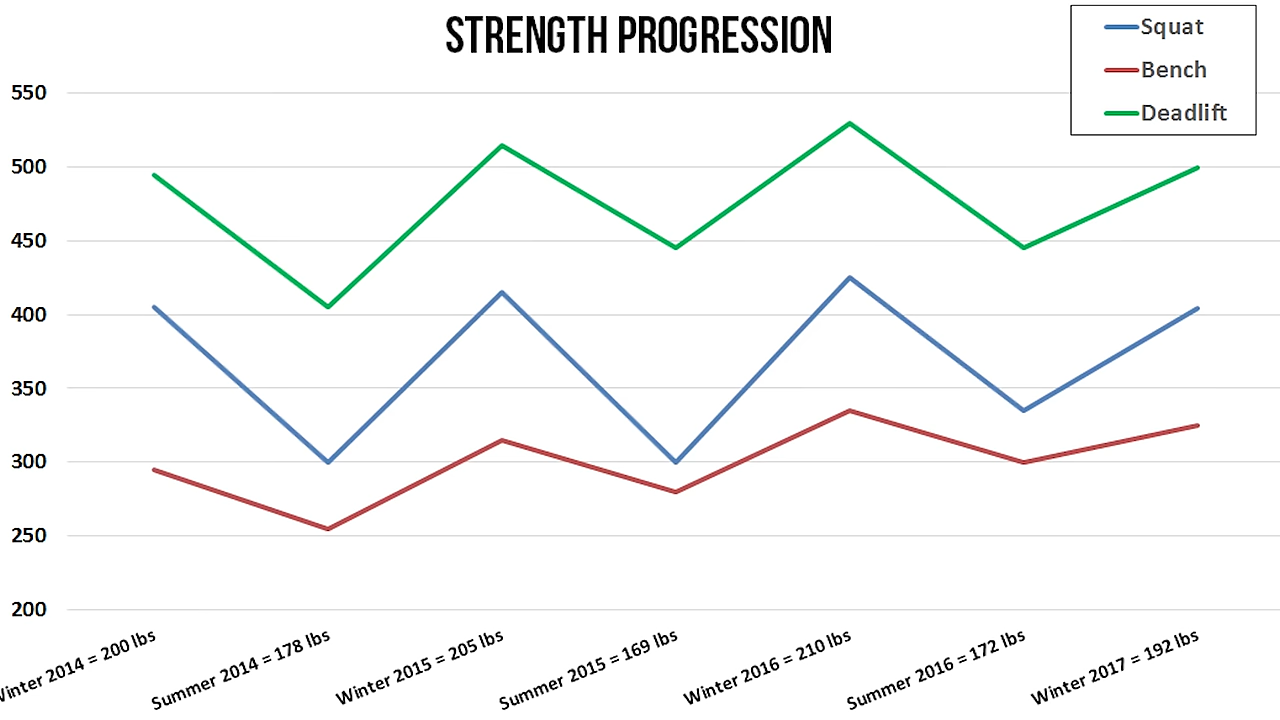 STRENGTH PROGRESSION
Squat
Bench
Deadlift
550
500
450
400
350
300
250
200
Winter 2014 = 200 lbs
Summer 2014 = 178 lbs
Winter 2015 = 205 lbs
Summer 2015 = 169 lbs
Winter 2016 = 210 lbs
Summer 2016 = 172 lbs
Winter 2017 = 192 lbs